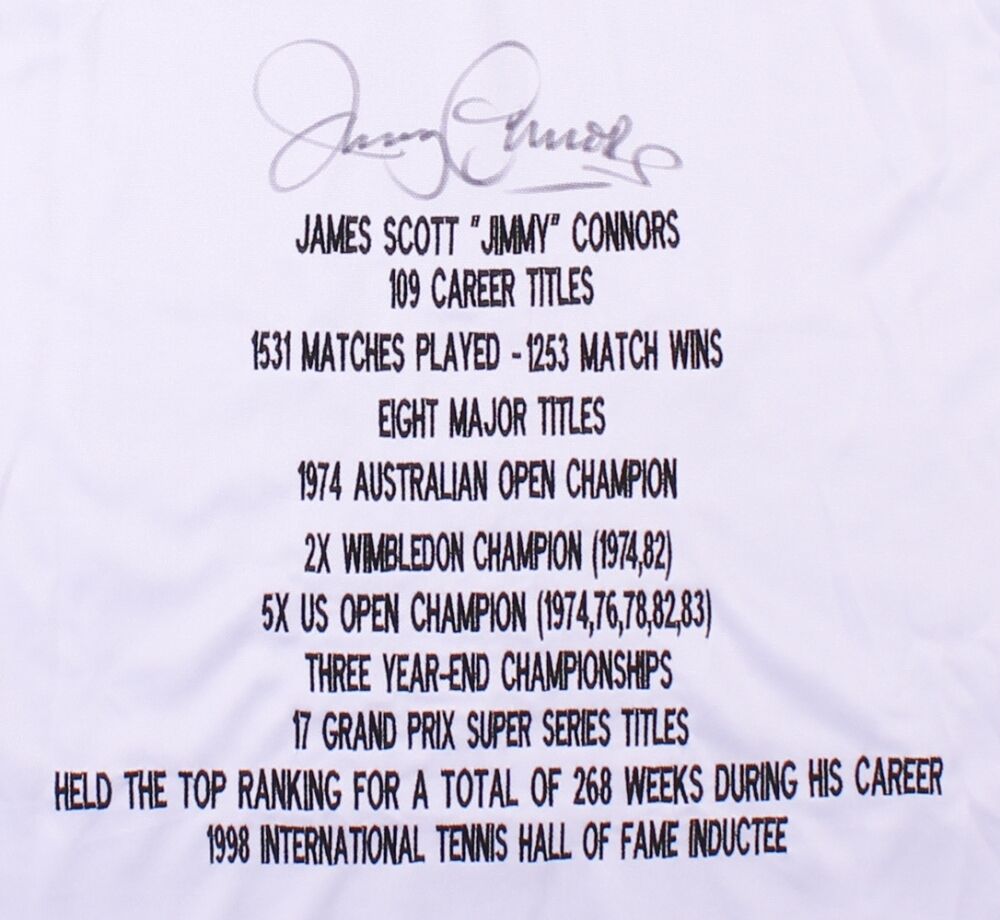 Jimmy Connors
JAMES SCOTT "JIMMY" CONNORS
109 CAREER TITLES
1531 MATCHES PLAYED - 1253 MATCH WINS
EIGHT MAJOR TITLES
1974 AUSTRALIAN OPEN CHAMPION
2X WIMBLEDON CHAMPION (1974,82)
5X US OPEN CHAMPION (1974,76,78,82,83)
THREE YEAR-END CHAMPIONSHIPS
17 GRAND PRIX SUPER SERIES TITLES
HELD THE TOP RANKING FOR A TOTAL OF 268 WEEKS DURING HIS CAREER
1998 INTERNATIONAL TENNIS HALL OF FAME INDUCTEE